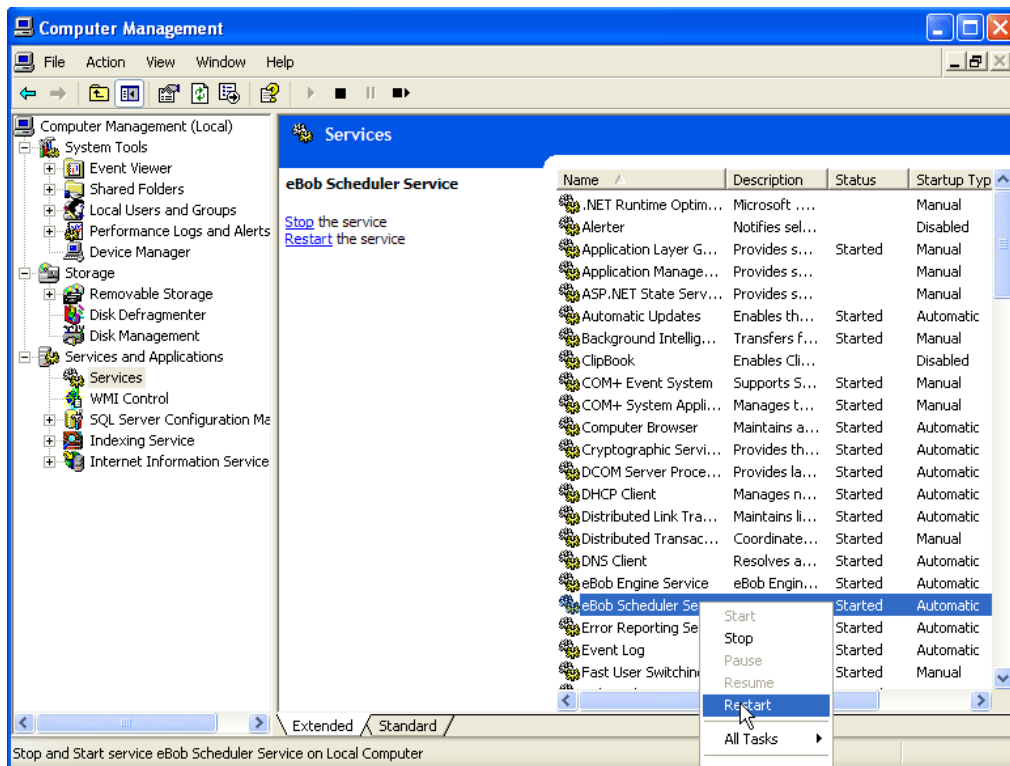 Computer Management
File Action View Window Help
Computer Management (Local)
System Tools
Event Viewer
Shared Folders
Local Users and Groups
Performance Logs and Alerts
Device Manager
Storage
Removable Storage
Disk Defragmenter
Disk Management
Services and Applications
Services
WMI Control
SQL Server Configuration Ma
Indexing Service
Internet Information Service
Services
eBob Scheduler Service
Stop the service
Restart the service
Name Description Status Startup Typ
.NET Runtime Optim... Microsoft .... Manual
Alerter Notifies sel... Disabled
Application Layer G... Provides s... Started Manual
Application Manage... Provides s... Manual
ASP.NET State Serv... Provides s... Manual
Automatic Updates Enables th... Started Automatic
Background Intellig... Transfers f... Started Manual
ClipBook Enables Cli... Disabled
COM+ Event System Supports S... Started Manual
COM+ System Appli... Manages t... Started Manual
Computer Browser Maintains a... Started Automatic
Cryptographic Servi... Provides th... Started Automatic
DCOM Server Proce... Provides la... Started Automatic
DHCP Client Manages n... Started Automatic
Distributed Link Tra... Maintains li... Started Automatic
Distributed Transac... Coordinate... Started Manual
DNS Client Resolves a... Started Automatic
eBob Engine Service eBob Engin... Started Automatic
eBob Scheduler Se Started Automatic
Error Reporting Se Started Automatic
Event Log Started Automatic
Fast User Switchin Started Manual
Start
Stop
Pause
Resume
Restart
All Tasks
Extended Standard
Stop and Start service eBob Scheduler Service on Local Computer